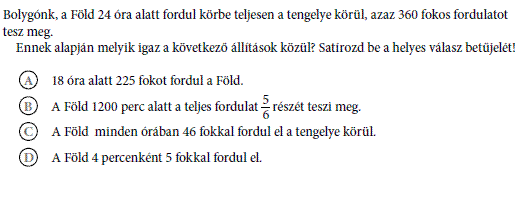 Bolygónk, a Föld 24 óra alatt fordul körbe teljesen a tengelye körül, azaz 360 fokos fordulatot
tesz meg.
Ennek alapján melyik igaz a következő állítások közül? Satírozd be a helyes válasz betűjelét!
A 18 óra alatt 225 fokot fordul a Föld.
B A Föld 1200 perc alatt a teljes fordulat 5/6 részét teszi meg.
C A Föld minden órában 46 fokkal fordul el a tengelye körül.
D A Föld 4 percenként 5 fokkal fordul el.